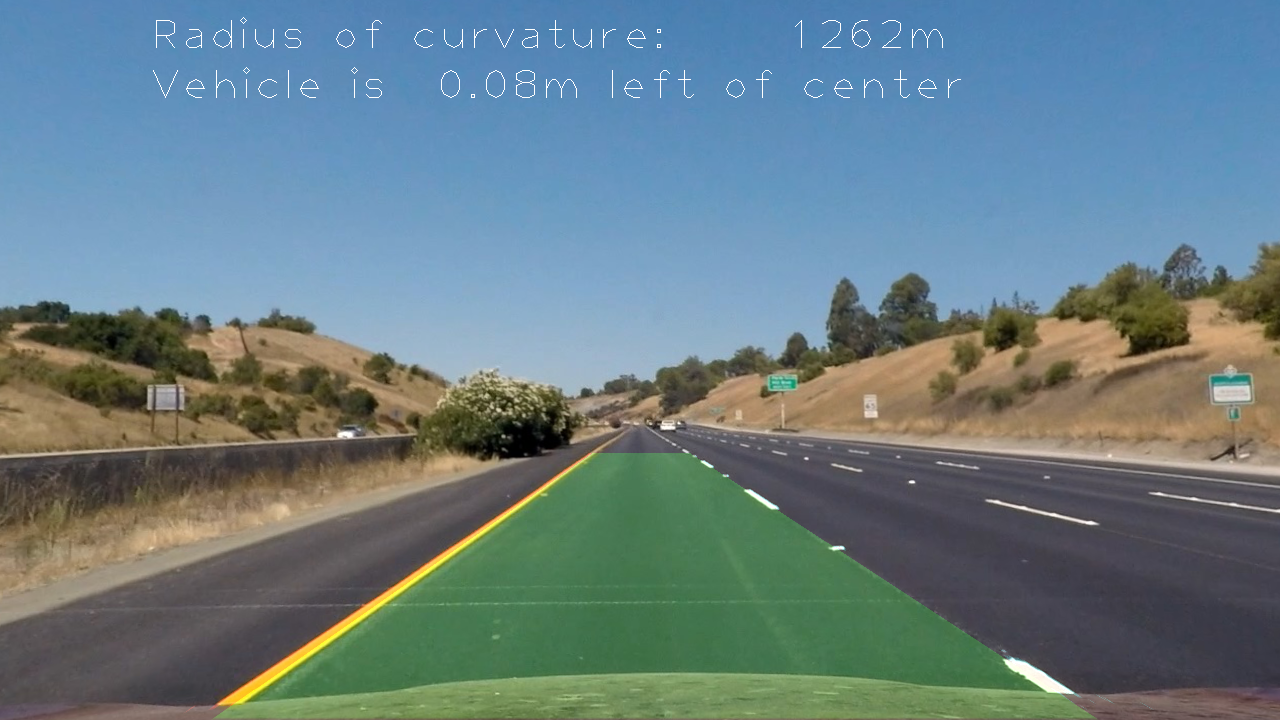 Radius of curvature: 1262m
Vehicle is 0.08m left of center